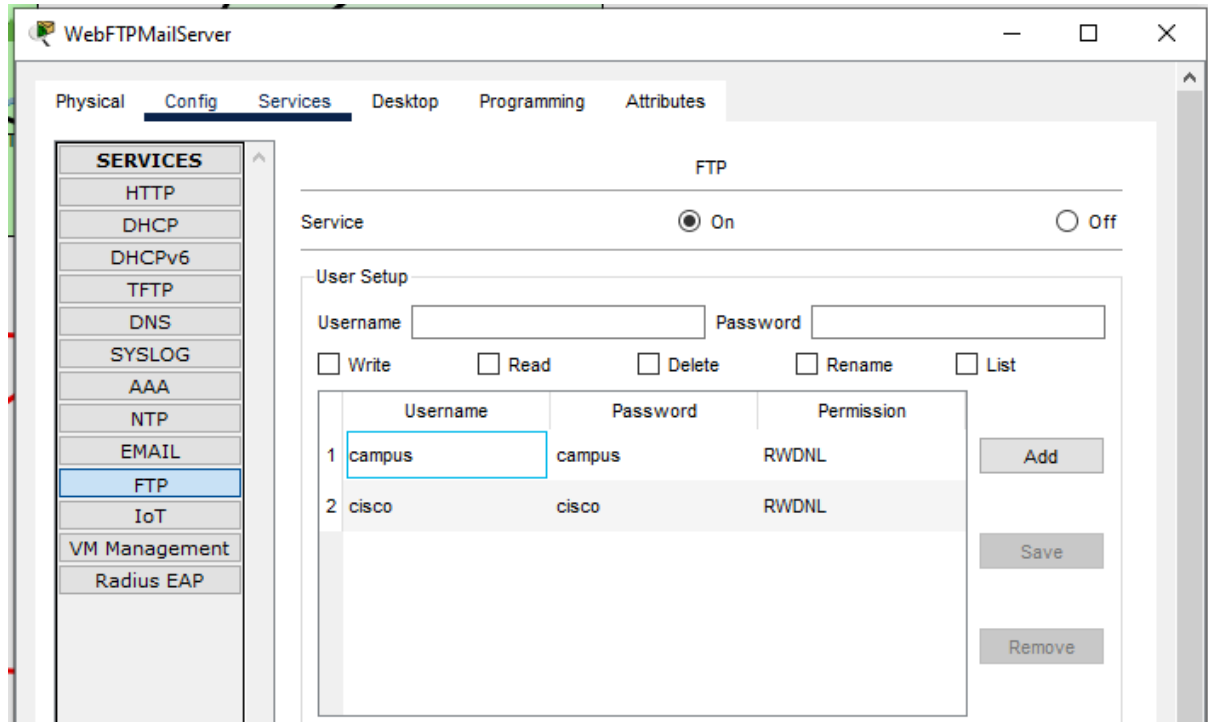 WebFTPMailServer
Physical Config Services Desktop Programming Attributes
SERVICES
HTTP
DHCP
DHCPv6
TFTP
DNS
SYSLOG
AAA
NTP
EMAIL
FTP
IoT
VM Management
Radius EAP
FTP
Service On Off
User Setup
Username Password
Write Read Delete Rename List
Username Password Permission
1 campus campus RWDNL
2 cisco cisco RWDNL
Add
Save
Remove